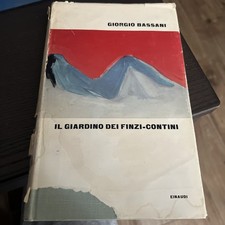 GIORGIO BASSANI
IL GIARDINO DEI FINZI-CONTINI
EINAUDI